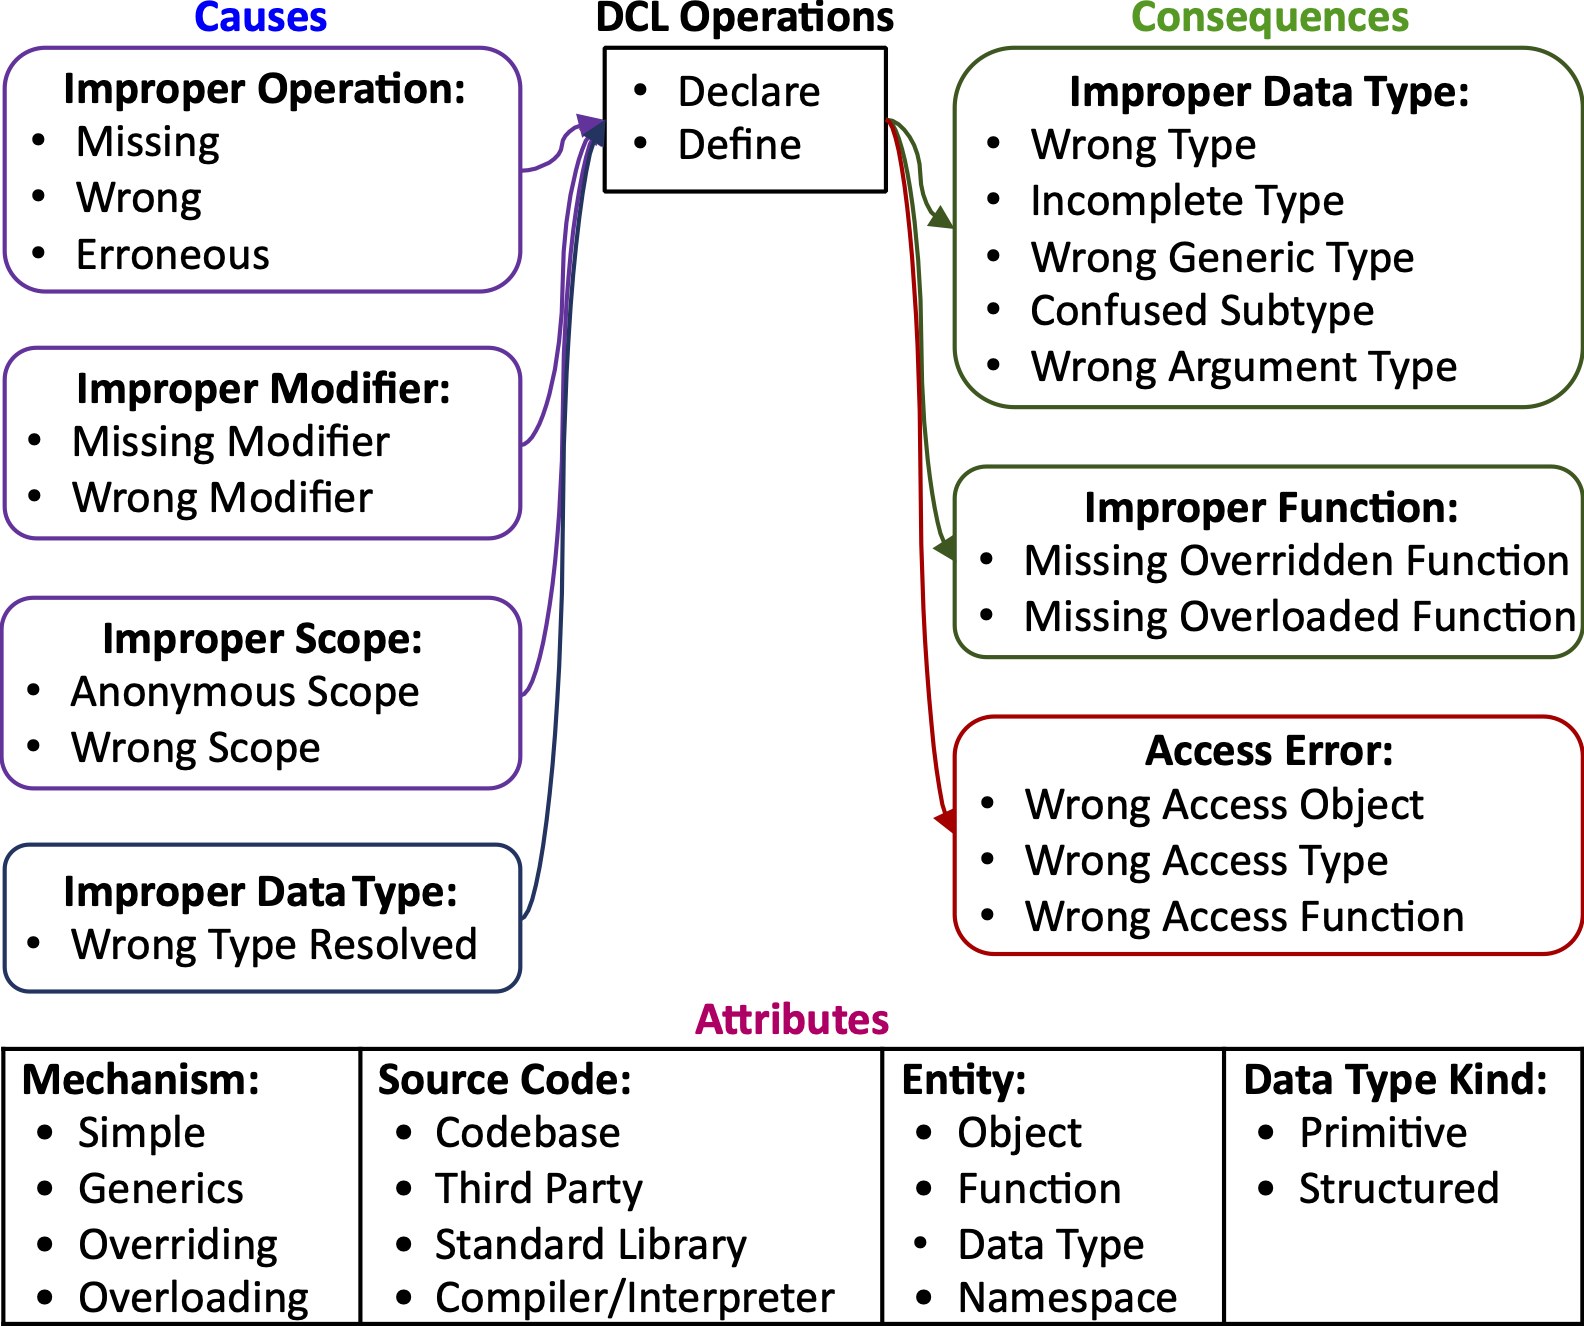 Causes
Improper Operation:
• Missing
• Wrong
• Erroneous
Improper Modifier:
• Missing Modifier
• Wrong Modifier
Improper Scope:
• Anonymous Scope
• Wrong Scope
Improper Data Type:
• Wrong Type Resolved
DCL Operations
• Declare
• Define
Consequences
Improper Data Type:
• Wrong Type
• Incomplete Type
• Wrong Generic Type
• Confused Subtype
• Wrong Argument Type
Improper Function:
• Missing Overridden Function
• Missing Overloaded Function
Access Error:
• Wrong Access Object
• Wrong Access Type
• Wrong Access Function
Attributes
Mechanism:
• Simple
• Generics
• Overriding
• Overloading
Source Code:
• Codebase
• Third Party
• Standard Library
• Compiler/Interpreter
Entity:
• Object
• Function
• Data Type
• Namespace
Data Type Kind:
• Primitive
• Structured